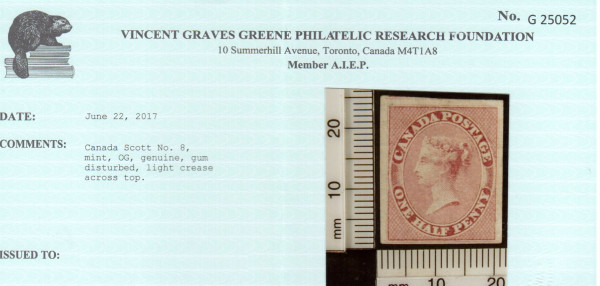 No. G 25052
VINCENT GRAVES GREENE PHILATELIC RESEARCH FOUNDATION
10 Summerhill Avenue, Toronto, Canada M4T1A8
Member A.I.E.P.
DATE:
June 22, 2017
COMMENTS:
Canada Scott No. 8,
mint, OG, genuine, gum
disturbed, light crease
across top.
20
10
mm
CANADA POSTAGE
ONE HALF PENNY
mm 10 20
ISSUED TO: